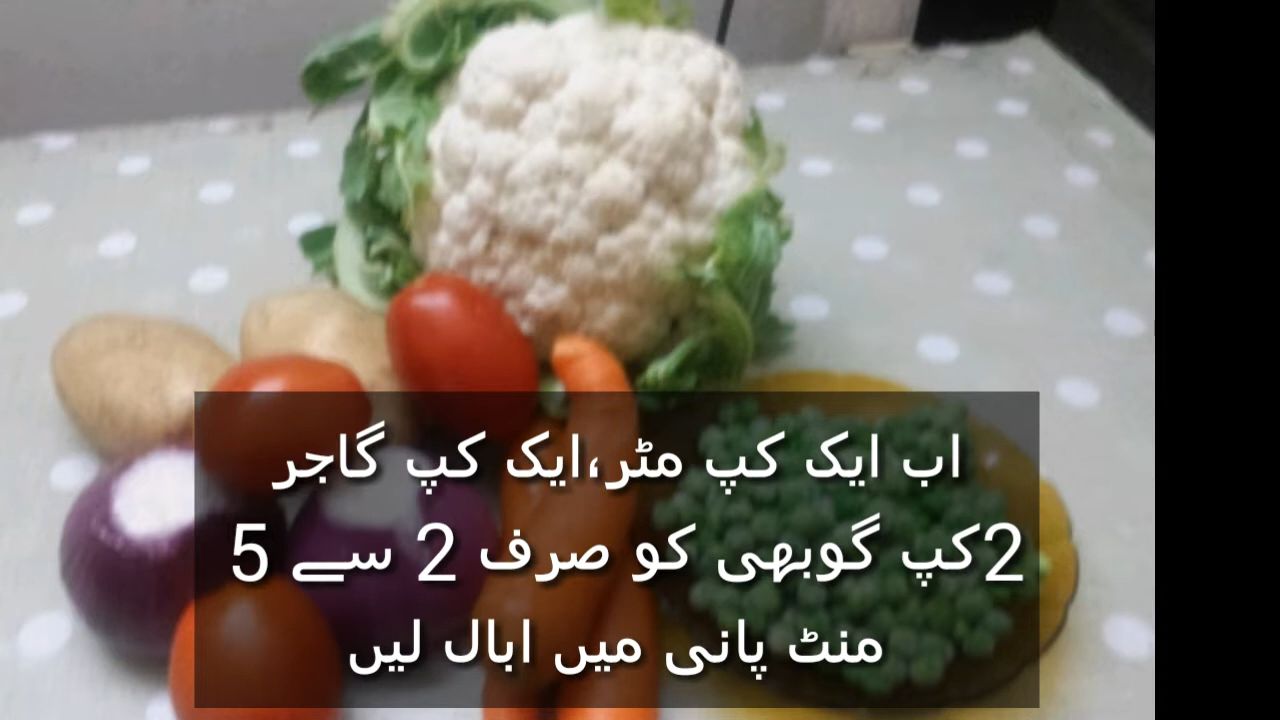 اب ایک کپ مٹر،ایک کپ گاجر
2کپ گوبھی کو صرف 2 سے 5
منٹ پانی میں ابال لیں